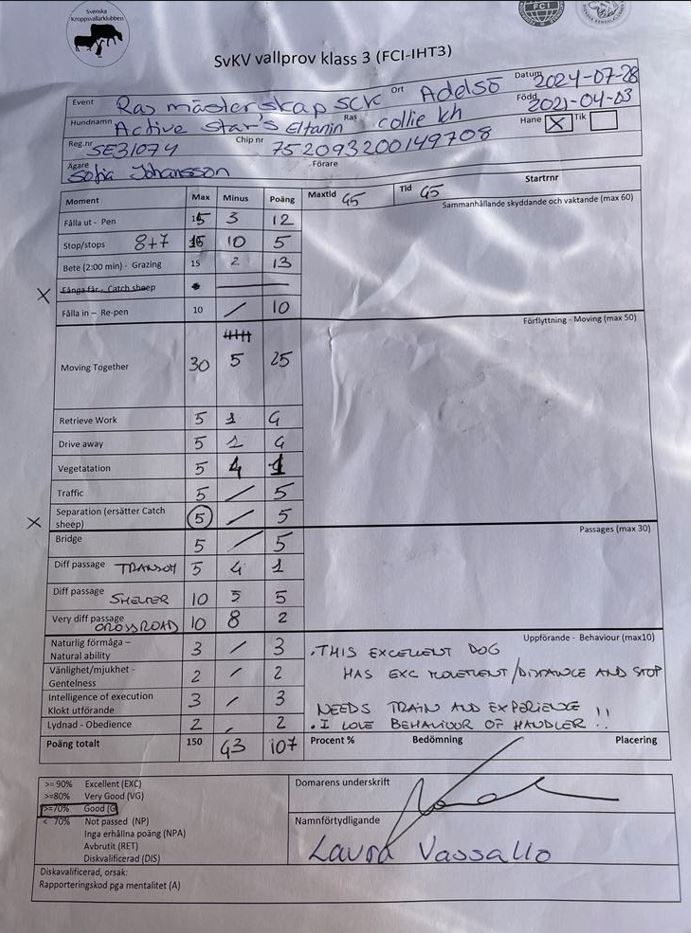 Svenska
Kroppsvallarklubben
FCI
SvKV vallprov klass 3 (FCI-IHT3)
Event Rasmästerskap SCK Ort Adelsö Datum 2024-07-28
Hundnamn Active Star's Eltanin Ras collie kh Född 2021-04-03
Reg.nr SE31074 Chip nr 752093200149708 Hane X Tik
Ägare Sofia Johansson Förare
Moment Max Minus Poäng Maxtid 45 Tid 45 Startnr
Fålla ut - Pen 15 3 12 Sammanhållande skyddande och vaktande (max 60)
Stop/stops 8+7 15 10 5
Bete (2:00 min) - Grazing 15 2 13
X Fånga får - Catch sheep
Fålla in – Re-pen 10 / 10
Förflyttning - Moving (max 50)
Moving Together 30 5 25
Retrieve Work 5 1 4
Drive away 5 1 4
Vegetatation 5 4 1
Traffic 5 / 5
X Separation (ersätter Catch
sheep) 5 / 5
Bridge 5 / 5 Passages (max 30)
Diff passage TRANSH 5 4 1
Diff passage SHELTER 10 5 5
Very diff passage CROSSROAD 10 8 2
Naturlig förmåga – Uppförande - Behaviour (max10)
Natural ability 3 / 3 . THIS EXCELLENT DOG
Vänlighet/mjukhet -
Gentelness 2 / 2 HAS EXC MOVEMENT/DISTANCE AND STOP
Intelligence of execution
Klokt utförande 3 / 3 NEEDS TRAIN AND EXPERIENCE !!
Lydnad - Obedience 2 / 2 . I LOVE BEHAVIOUR OF HANDLER !!
Poäng totalt 150 43 107 Procent % Bedömning Placering
>= 90% Excellent (EXC) Domarens underskrift
>=80% Very Good (VG)
>=70% Good (G
< 70% Not passed (NP) Namnförtydligande
Inga erhållna poäng (NPA)
Avbrutit (RET) Laura Vassallo
Diskvalificerad (DIS)
Diskavalificerad, orsak:
Rapporteringskod pga mentalitet (A)